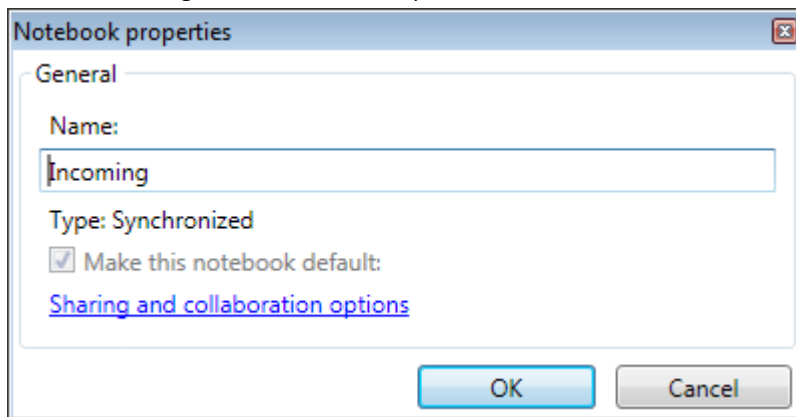 Notebook properties
General
Name:
Incoming
Type: Synchronized
Make this notebook default:
Sharing and collaboration options
OK Cancel